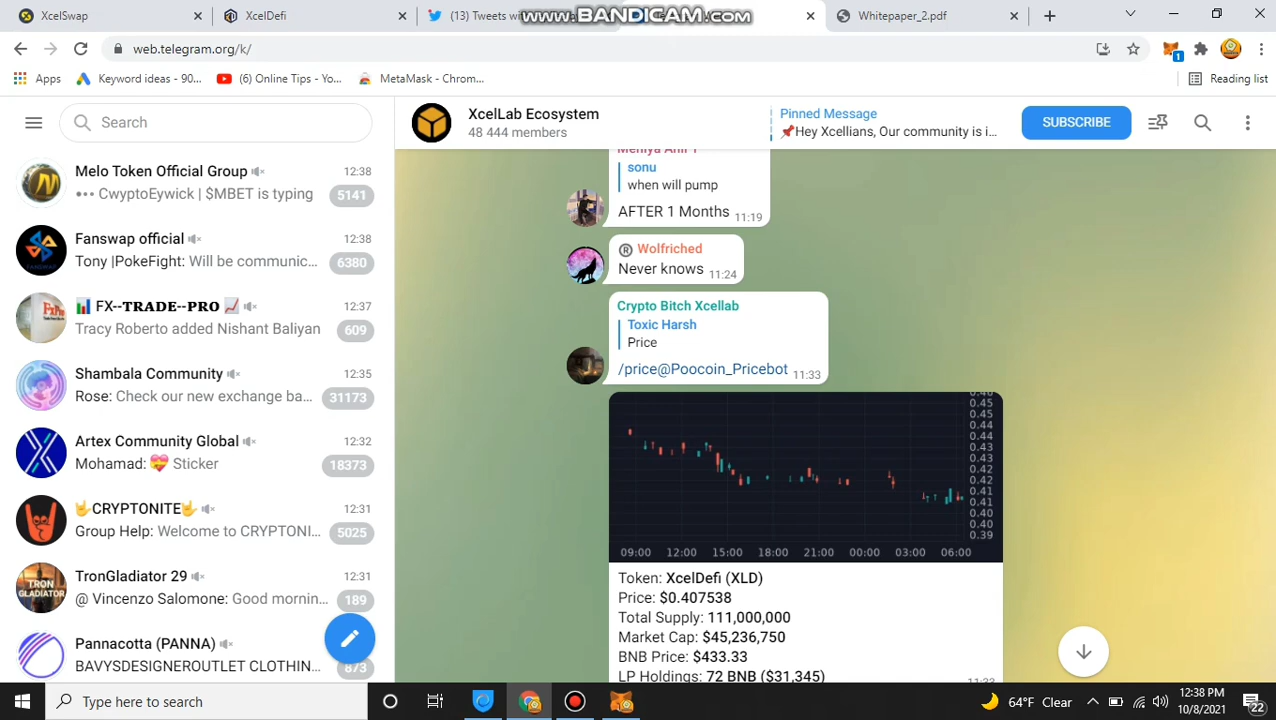 XcelSwap
XcelDefi
(13) Tweets wit
www.BANDICAM.com
Whitepaper_2.pdf
web.telegram.org/k/
1
Apps
Keyword ideas - 90...
(6) Online Tips - Yo...
MetaMask - Chrom...
Reading list
Search
XcelLab Ecosystem
48 444 members
Pinned Message
📌Hey Xcellians, Our community is i...
SUBSCRIBE
Melo Token Official Group
12:38
••• CwyptoEywick | $MBET is typing
5141
Fanswap official
12:38
Tony |PokeFight: Will be communic...
6380
📊 FX--𝐓𝐑𝐀𝐃𝐄--𝐏𝐑𝐎 📈
12:37
Tracy Roberto added Nishant Baliyan
609
Shambala Community
12:35
Rose: Check our new exchange ba...
31173
Artex Community Global
12:32
Mohamad: 💝 Sticker
18373
🤟CRYPTONITE🤟
12:31
Group Help: Welcome to CRYPTONI...
5025
TronGladiator 29
12:31
@ Vincenzo Salomone: Good mornin...
189
Pannacotta (PANNA)
BAVYSDESIGNEROUTLET CLOTHIN...
873
sonu
when will pump
AFTER 1 Months 11:19
® Wolfriched
Never knows 11:24
Crypto Bitch Xcellab
Toxic Harsh
Price
/price@Poocoin_Pricebot 11:33
0.45
0.45
0.44
0.44
0.43
0.43
0.42
0.42
0.41
0.41
0.40
0.40
0.39
09:00 12:00 15:00 18:00 21:00 00:00 03:00 06:00
Token: XcelDefi (XLD)
Price: $0.407538
Total Supply: 111,000,000
Market Cap: $45,236,750
BNB Price: $433.33
LP Holdings: 72 BNB ($31,345)
11:33
Type here to search
64°F Clear
12:38 PM
10/8/2021
22